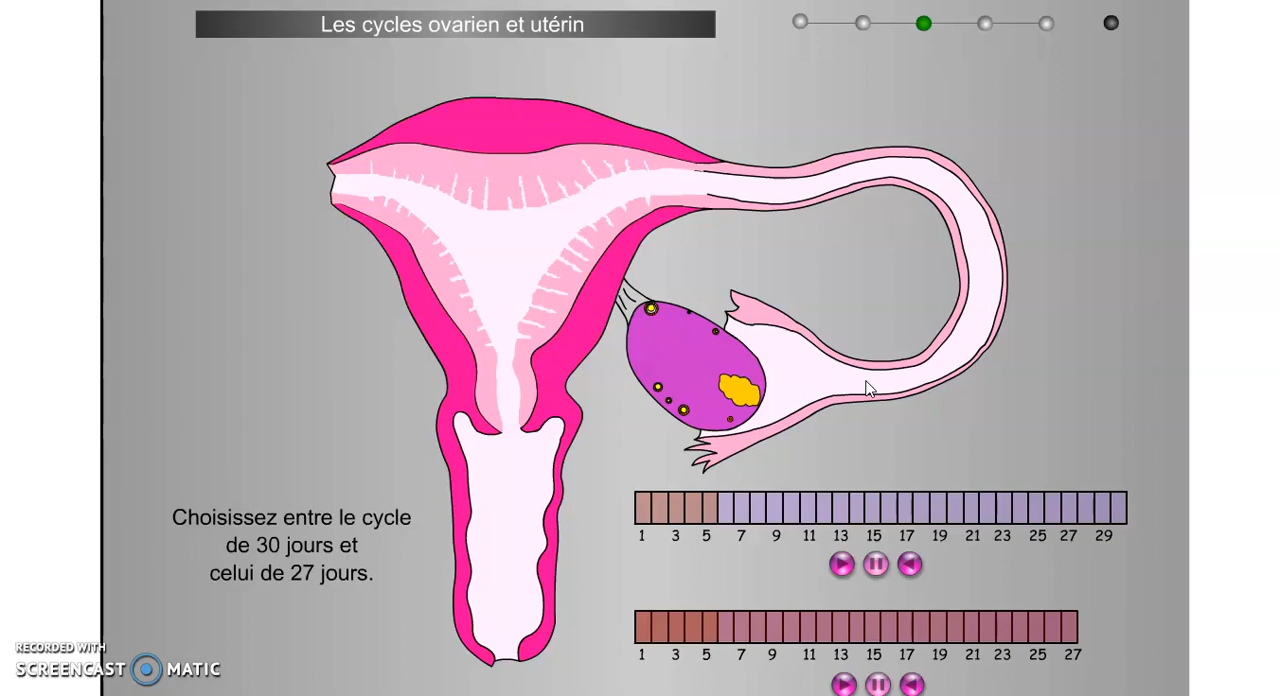 Les cycles ovarien et utérin
Choisissez entre le cycle
de 30 jours et
celui de 27 jours.
1 3 5 7 9 11 13 15 17 19 21 23 25 27 29
1 3 5 7 9 11 13 15 17 19 21 23 25 27
RECORDED WITH
SCREENCAST MATIC